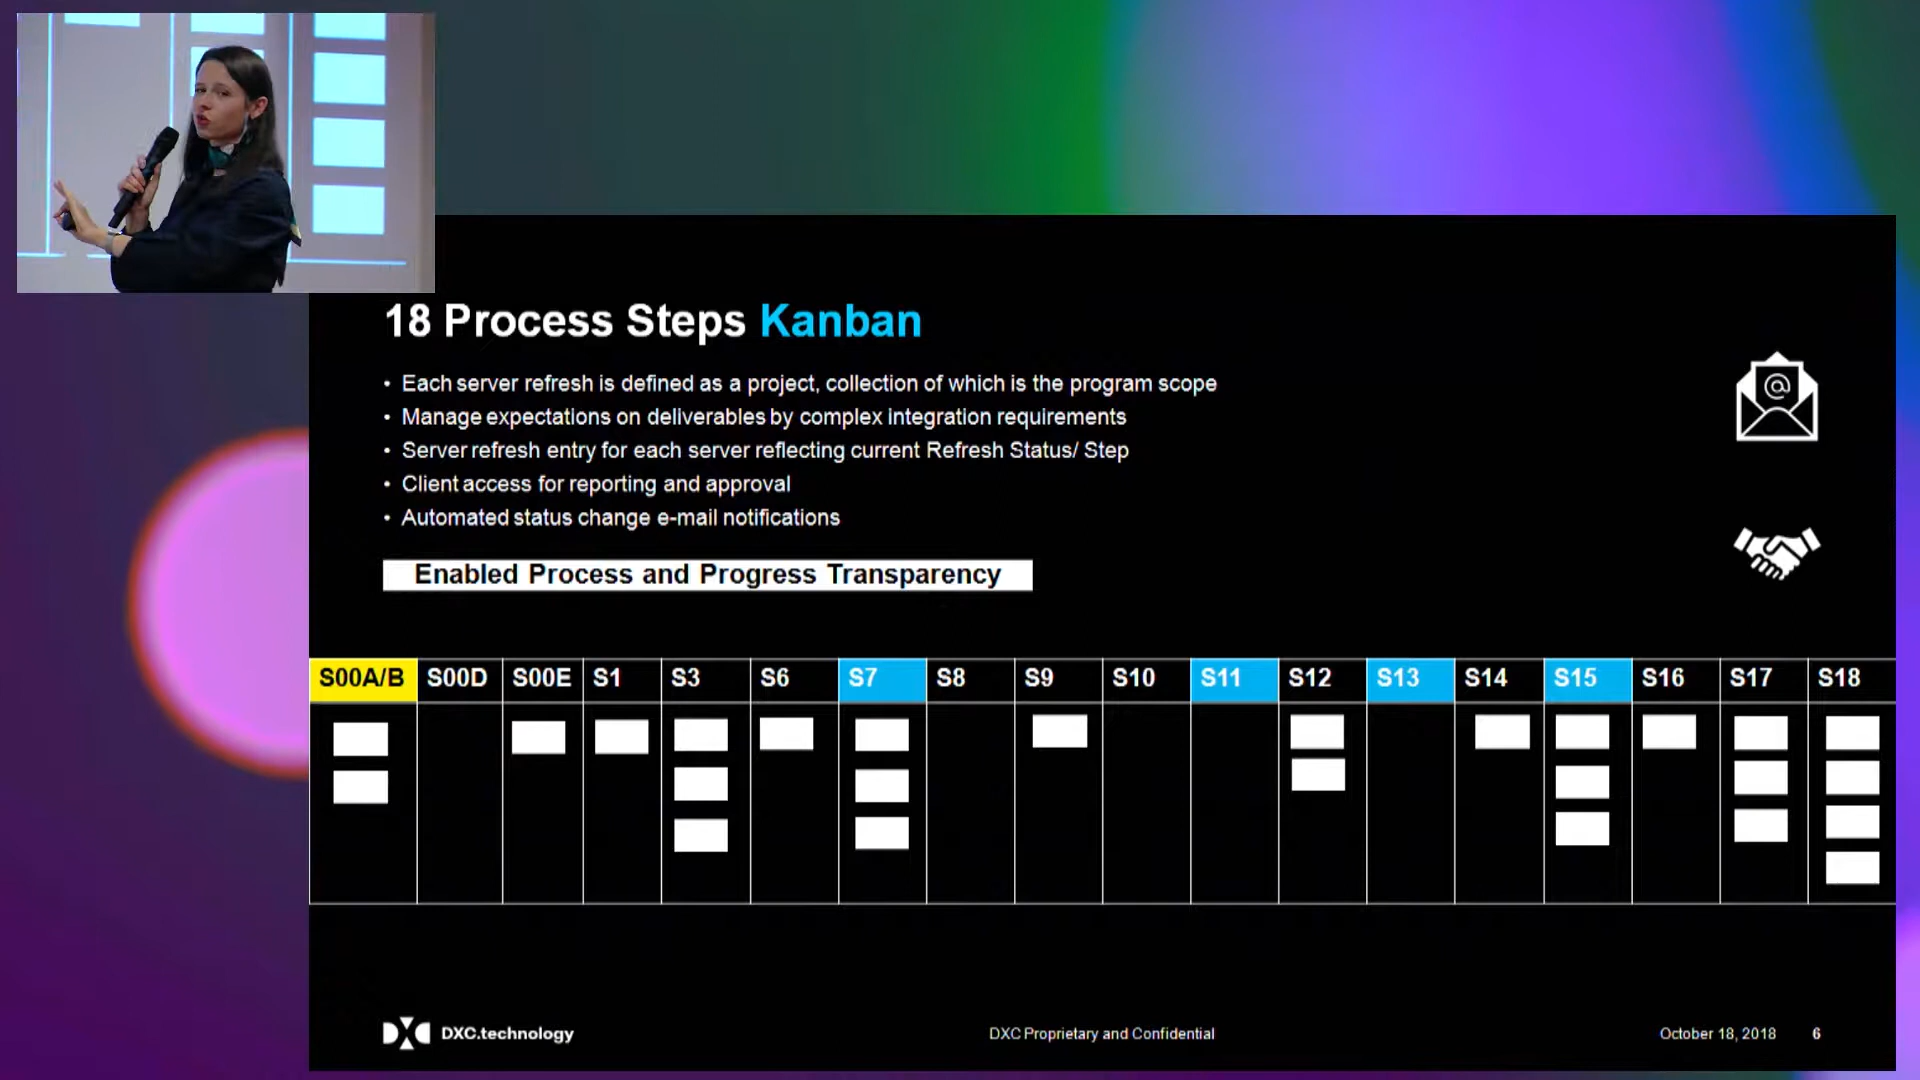 18 Process Steps Kanban
@
• Each server refresh is defined as a project, collection of which is the program scope
• Manage expectations on deliverables by complex integration requirements
• Server refresh entry for each server reflecting current Refresh Status/ Step
• Client access for reporting and approval
• Automated status change e-mail notifications
Enabled Process and Progress Transparency
S00A/B S00D S00E S1 S3 S6 S7 S8 S9 S10 S11 S12 S13 S14 S15 S16 S17 S18
DXC.technology DXC Proprietary and Confidential October 18, 2018 6